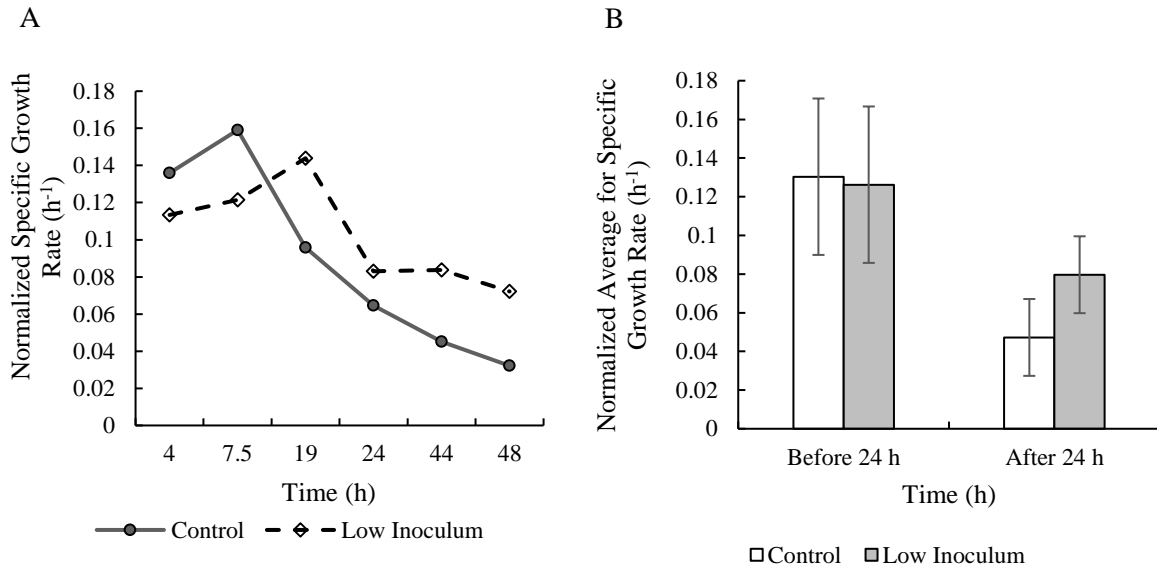 A
Normalized Specific Growth
Rate (h-1)
0.18
0.16
0.14
0.12
0.1
0.08
0.06
0.04
0.02
0
4 7.5 19 24 44 48
Time (h)
Control Low Inoculum
B
Normalized Average for Specific
Growth Rate (h-1)
0.18
0.16
0.14
0.12
0.1
0.08
0.06
0.04
0.02
0
Before 24 h After 24 h
Time (h)
Control Low Inoculum